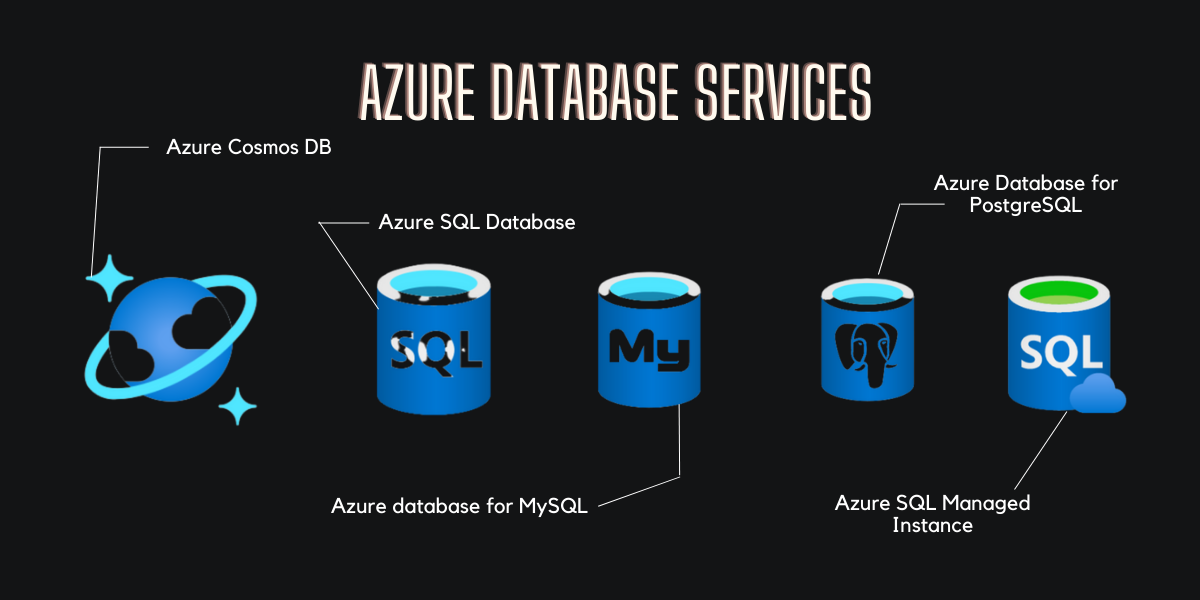 AZURE DATABASE SERVICES
Azure Cosmos DB
Azure Database for
PostgreSQL
Azure SQL Database
SQL
My
SQL
Azure database for MySQL
Azure SQL Managed
Instance